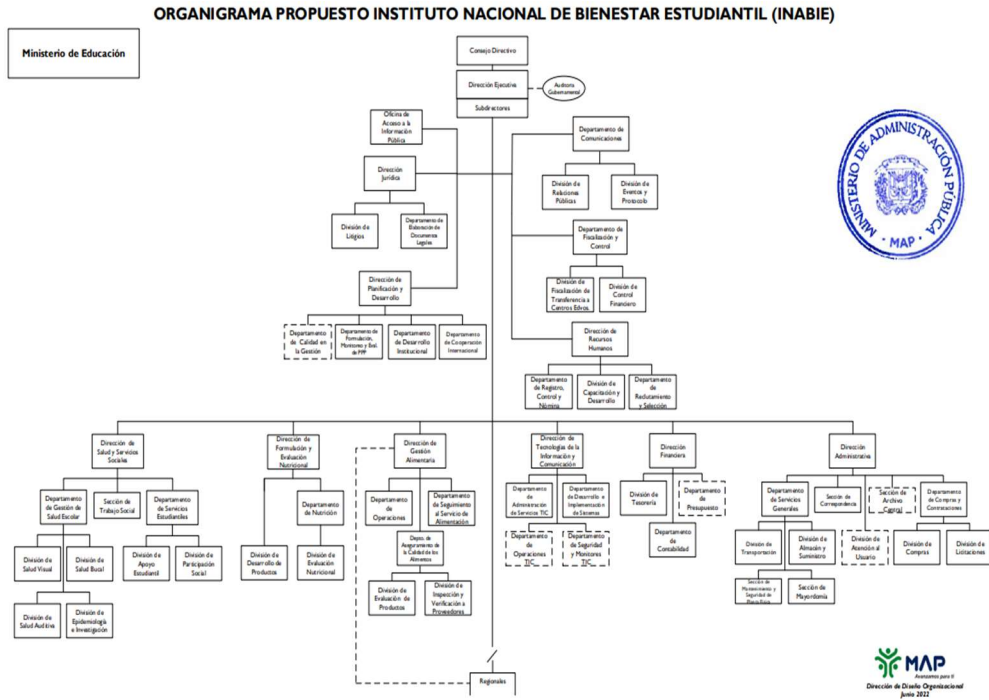 ORGANIGRAMA PROPUESTO INSTITUTO NACIONAL DE BIENESTAR ESTUDIANTIL (INABIE)
Ministerio de Educación
Consejo Directivo
Dirección Ejecutiva
Auditoria
Gubernamental
Subdirectores
Oficina de
Acceso a la
Información
Pública
Departamento de
Comunicaciones
MINISTERIO DE ADMINISTRACIÓN PÚBLICA
MAP
Dirección
Jurídica
División de
Relaciones
Públicas
División de
Eventos y
Protocolo
División de
Litigios
Departamento de
Elaboración de
Documentos
Legales
Departamento de
Fiscalización y
Control
Dirección de
Planificación y
Desarrollo
División de
Fiscalización de
Transferencia a
Centros Edvos.
División de
Control
Financiero
Departamento
de Calidad en
la Gestión
Departamento de
Formulación,
Monitoreo y Eval.
de PPP
Departamento
de Desarrollo
Institucional
Departamento
de Cooperación
Internacional
Dirección de
Recursos
Humanos
Departamento
de Registro,
Control y
Nómina
División de
Capacitación y
Desarrollo
Departamento
de Reclutamiento
y Selección
Dirección de
Salud y Servicios
Sociales
Dirección de
Formulación y
Evaluación
Nutricional
Dirección de
Gestión
Alimentaria
Dirección de
Tecnologías de la
Información y
Comunicación
Dirección
Financiera
Dirección
Administrativa
Departamento
de Gestión de
Salud Escolar
Sección de
Trabajo Social
Departamento
de Servicios
Estudiantiles
Departamento
de Nutrición
Departamento
de
Operaciones
Departamento
de Seguimiento
al Servicio de
Alimentación
Departamento
de
Administración
de Servicios TIC
Departamento
de Desarrollo e
Implementación
de Sistemas
División de
Tesorería
Departamento
de
Presupuesto
Departamento
de Servicios
Generales
Sección de
Correspondencia
Sección de
Archivo
Central
Departamento
de Compras y
Contrataciones
División de
Salud Visual
División de
Salud Bucal
División de
Apoyo
Estudiantil
División de
Participación
Social
División de
Desarrollo de
Productos
División de
Evaluación
Nutricional
Depto. de
Aseguramiento de
la Calidad de los
Alimentos
Departamento
de
Operaciones
TIC
Departamento
de Seguridad
y Monitoreo
TIC
Departamento
de
Contabilidad
División de
Transportación
División de
Almacén y
Suministro
División de
Atención al
Usuario
División de
Compras
División de
Licitaciones
División de
Salud Auditiva
División de
Epidemiología
e Investigación
División de
Evaluación de
Productos
División de
Inspección y
Verificación a
Proveedores
Sección de
Mantenimiento y
Seguridad de
Planta Física
Sección de
Mayordomía
Regionales
MAP
Avanzamos para ti
Dirección de Diseño Organizacional
Junio 2022